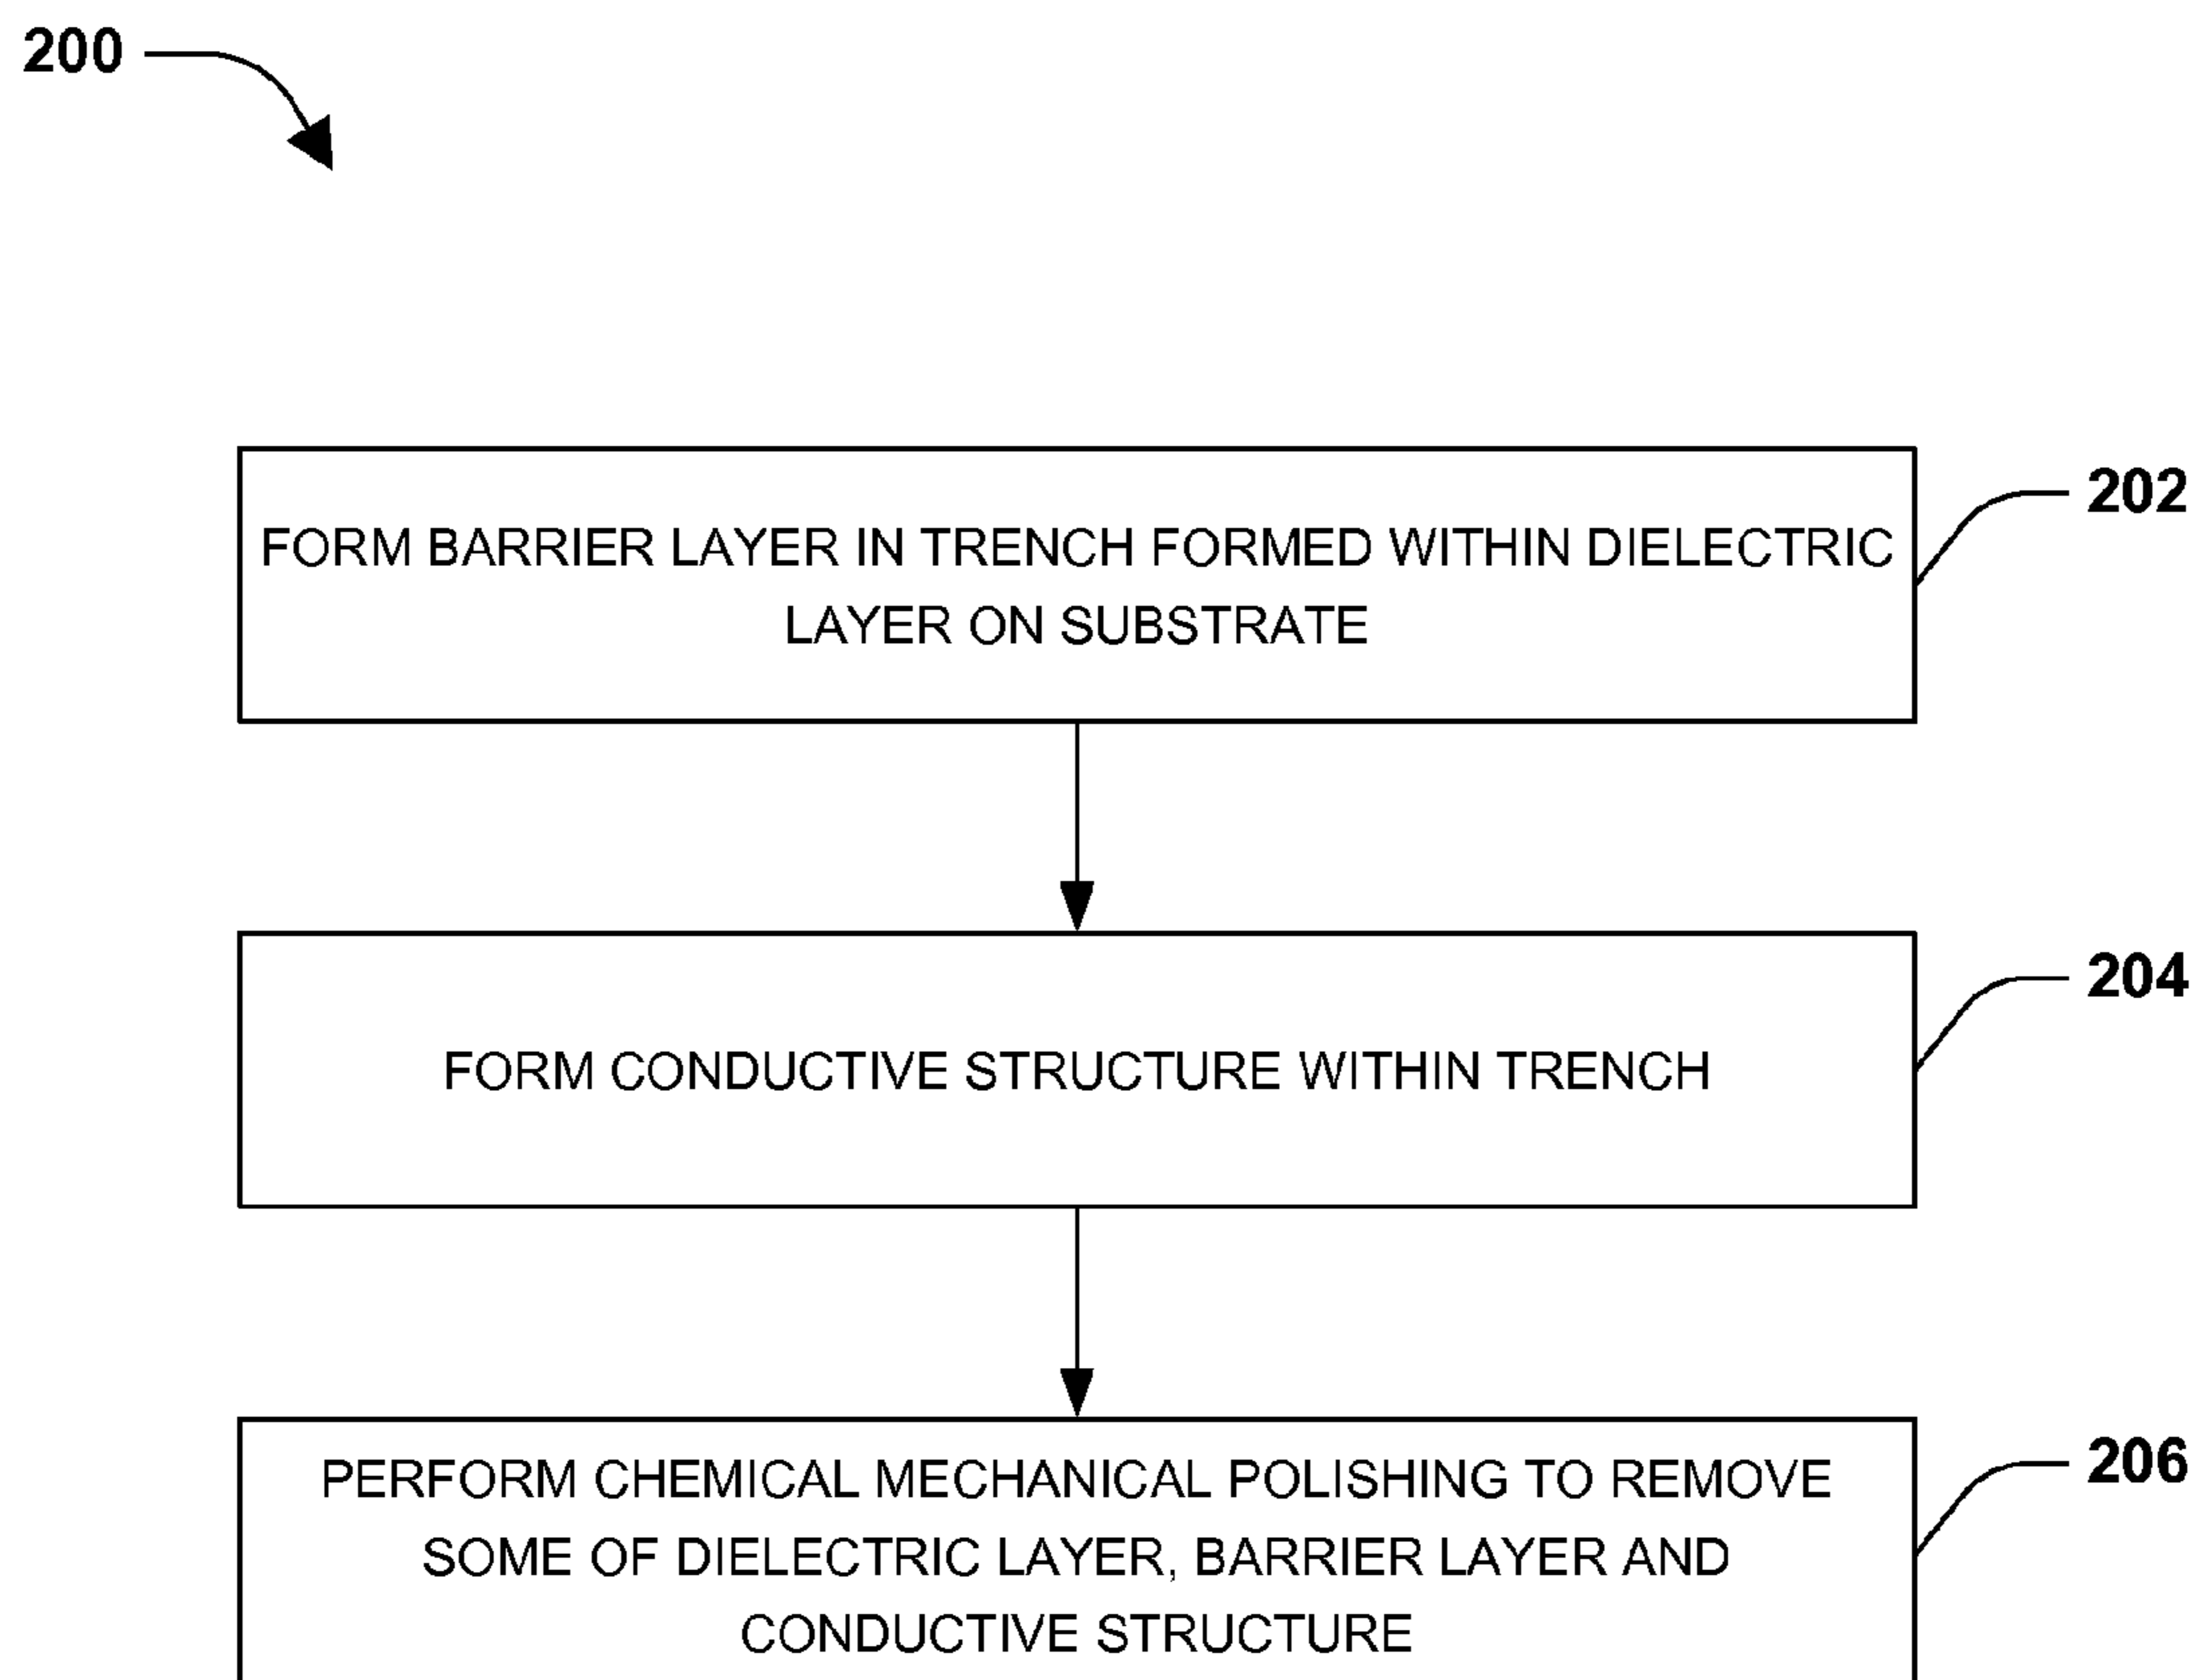 200
FORM BARRIER LAYER IN TRENCH FORMED WITHIN DIELECTRIC
LAYER ON SUBSTRATE
202
FORM CONDUCTIVE STRUCTURE WITHIN TRENCH
204
PERFORM CHEMICAL MECHANICAL POLISHING TO REMOVE
SOME OF DIELECTRIC LAYER, BARRIER LAYER AND
CONDUCTIVE STRUCTURE
206